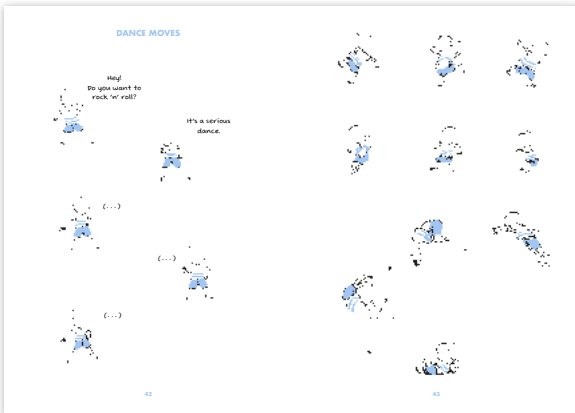 DANCE MOVES
Hey!
Do you want to
rock 'n' roll?
It's a serious
dance.
(...)
(...)
(...)
42
43